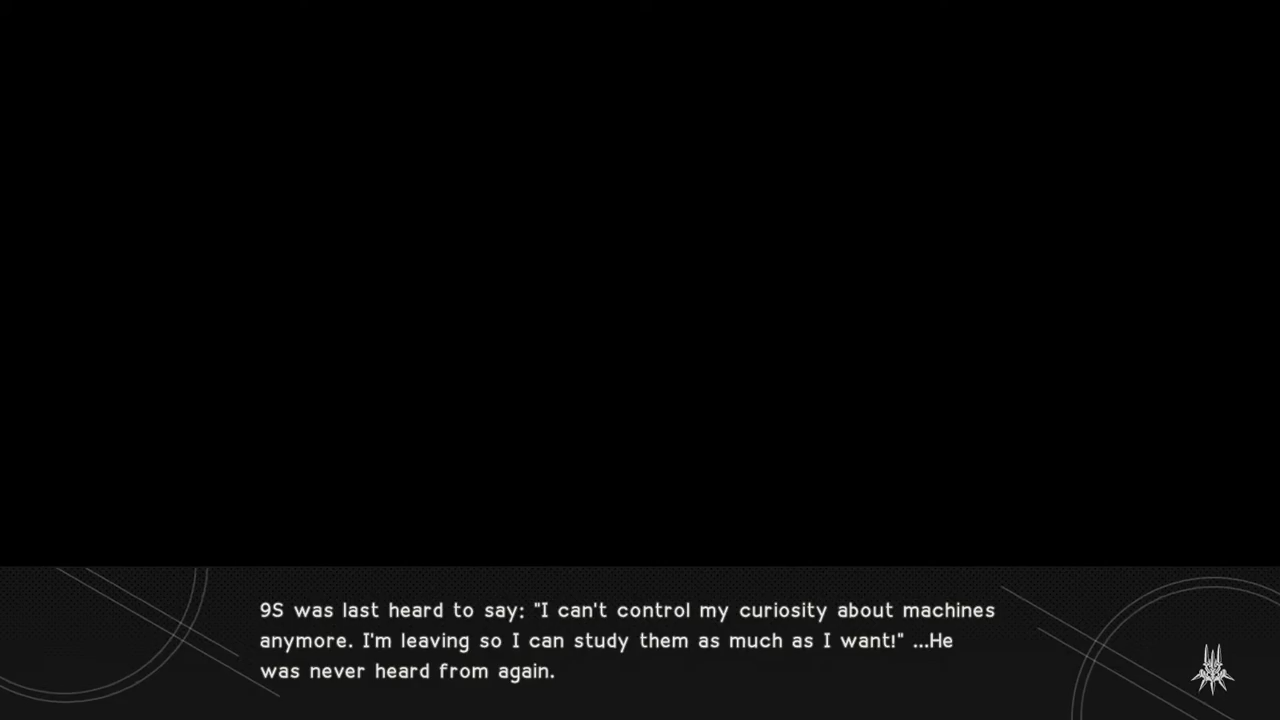 9S was last heard to say: "I can't control my curiosity about machines
anymore. I'm leaving so I can study them as much as I want!" ...He
was never heard from again.